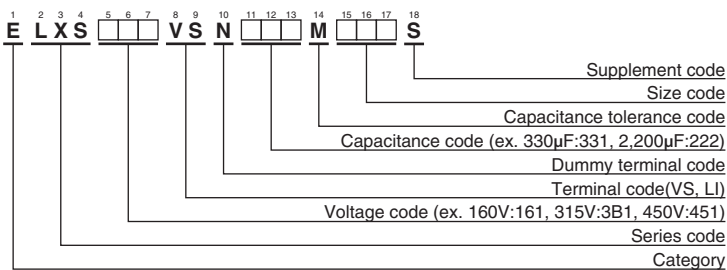 1 2 3 4 5 6 7 8 9 10 11 12 13 14 15 16 17 18
E L X S □□□ V S N □□□ M □□□ S
Supplement code
Size code
Capacitance tolerance code
Capacitance code (ex. 330µF:331, 2,200µF:222)
Dummy terminal code
Terminal code(VS, LI)
Voltage code (ex. 160V:161, 315V:3B1, 450V:451)
Series code
Category